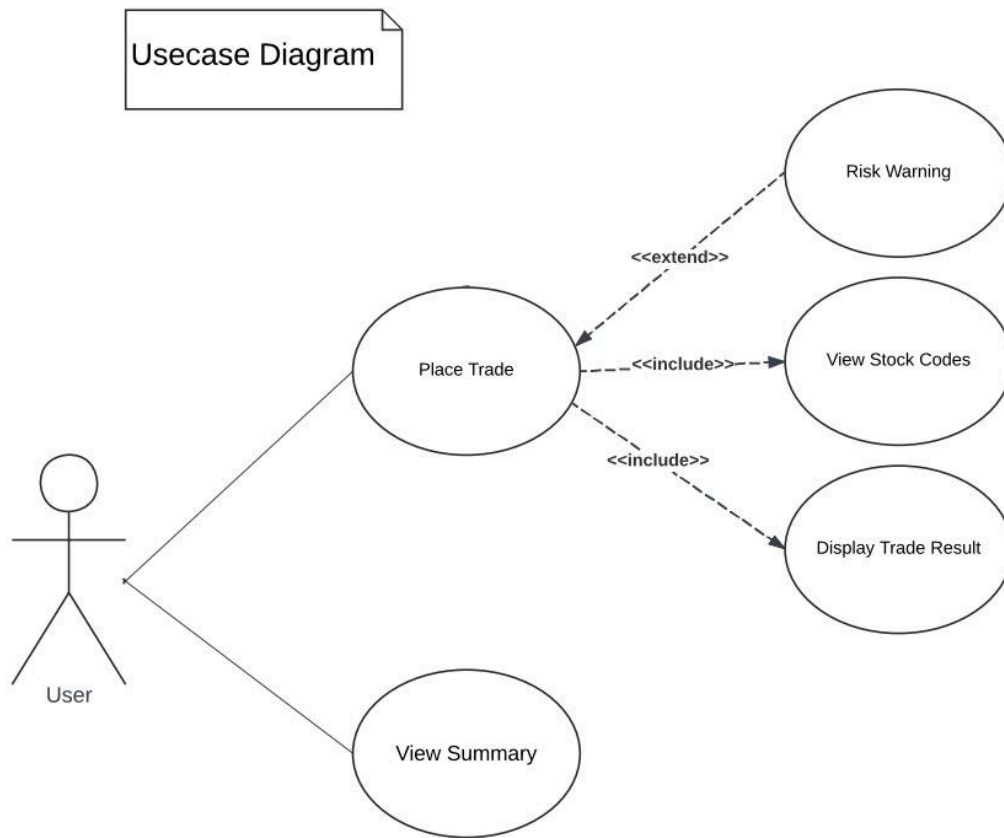 Usecase Diagram
Risk Warning
<<extend>>
Place Trade
<<include>>
View Stock Codes
<<include>>
Display Trade Result
User
View Summary